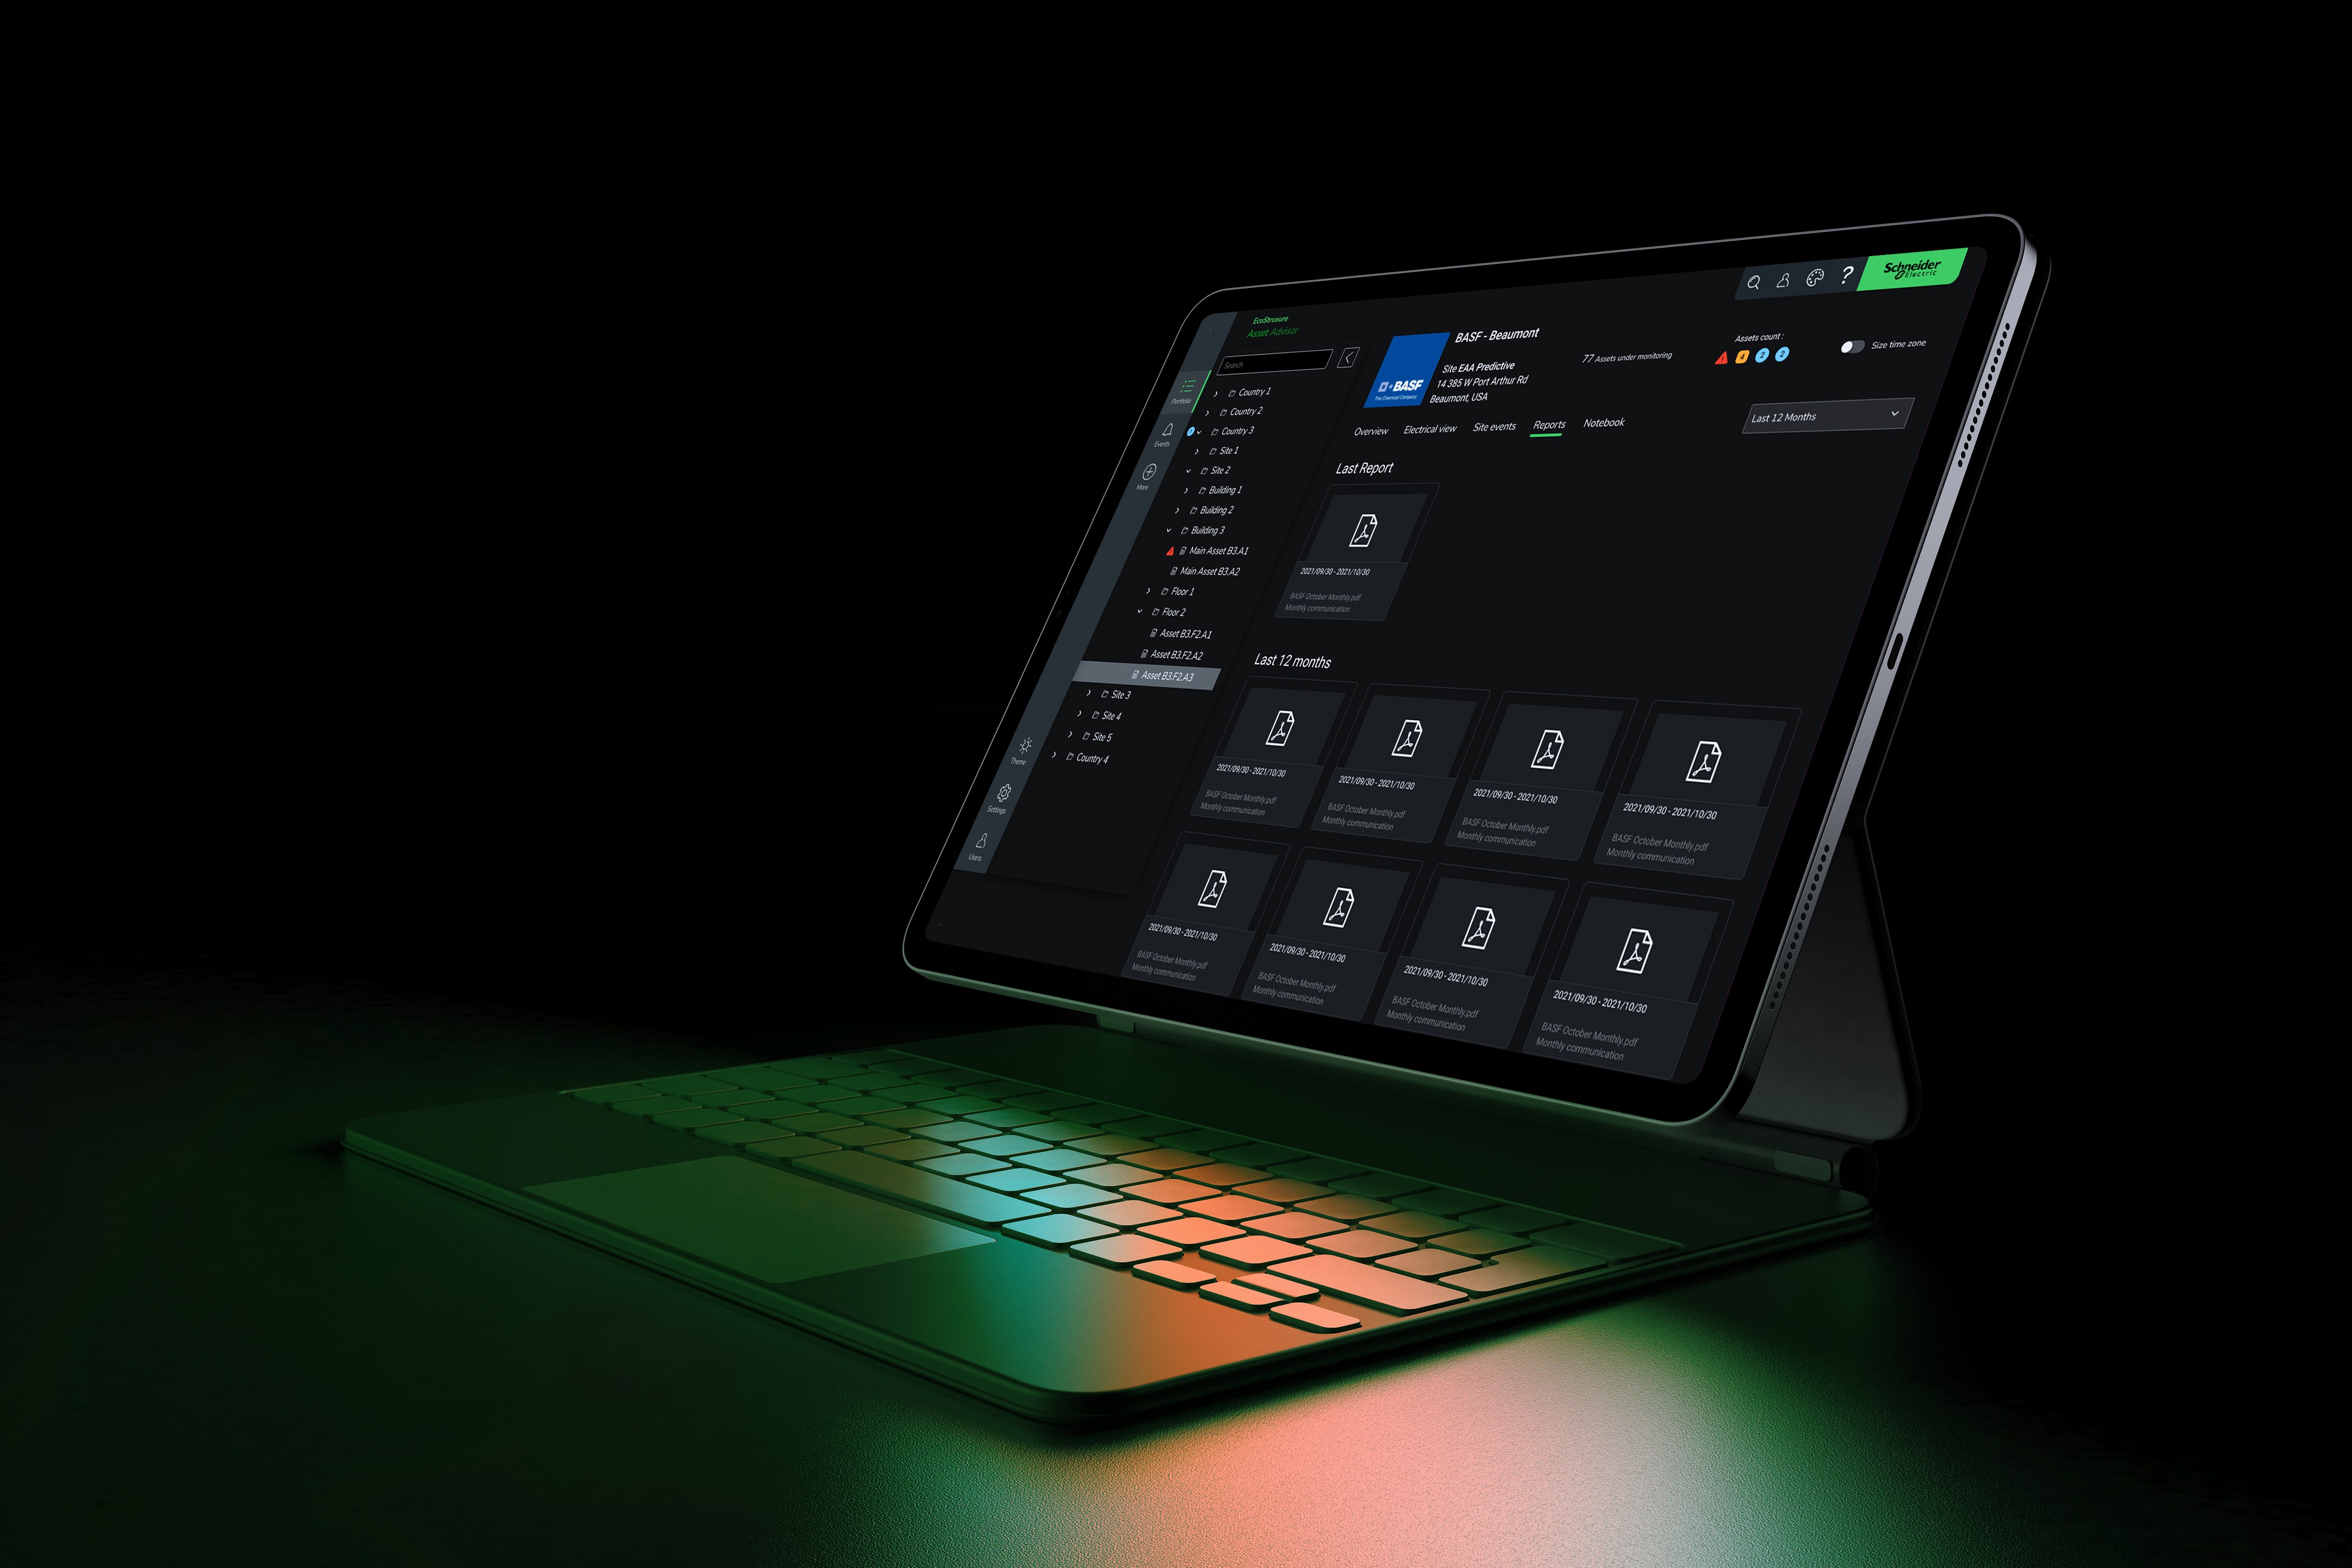 Schneider
Electric
EcoStruxure
Asset Advisor
Search
Portfolio
Events
More
Theme
Settings
Users
Country 1
Country 2
Country 3
Site 1
Site 2
Building 1
Building 2
Building 3
Main Asset B3.A1
Main Asset B3.A2
Floor 1
Floor 2
Asset B3.F2.A1
Asset B3.F2.A2
Asset B3.F2.A3
Site 3
Site 4
Site 5
Country 4
BASF
The Chemical Company
BASF - Beaumont
Site EAA Predictive
14 385 W Port Arthur Rd
Beaumont, USA
77 Assets under monitoring
Assets count :
4 2 2
Size time zone
Overview Electrical view Site events Reports Notebook
Last 12 Months
Last Report
2021/09/30 - 2021/10/30
BASF October Monthly.pdf
Monthly communication
Last 12 months
2021/09/30 - 2021/10/30
BASF October Monthly.pdf
Monthly communication
2021/09/30 - 2021/10/30
BASF October Monthly.pdf
Monthly communication
2021/09/30 - 2021/10/30
BASF October Monthly.pdf
Monthly communication
2021/09/30 - 2021/10/30
BASF October Monthly.pdf
Monthly communication
2021/09/30 - 2021/10/30
BASF October Monthly.pdf
Monthly communication
2021/09/30 - 2021/10/30
BASF October Monthly.pdf
Monthly communication
2021/09/30 - 2021/10/30
BASF October Monthly.pdf
Monthly communication
2021/09/30 - 2021/10/30
BASF October Monthly.pdf
Monthly communication